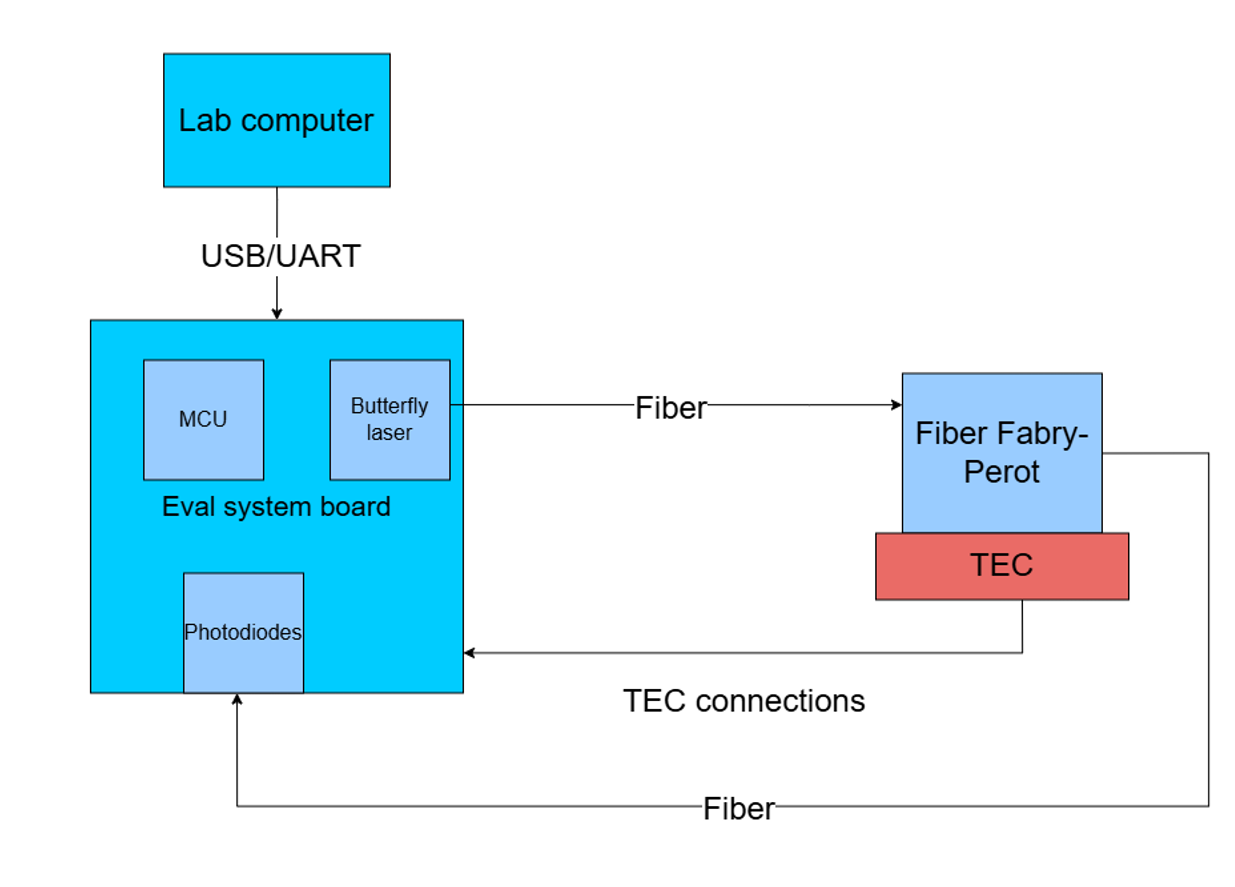 Lab computer
USB/UART
MCU
Butterfly
laser
Eval system board
Photodiodes
Fiber
Fiber Fabry-
Perot
TEC
TEC connections
Fiber